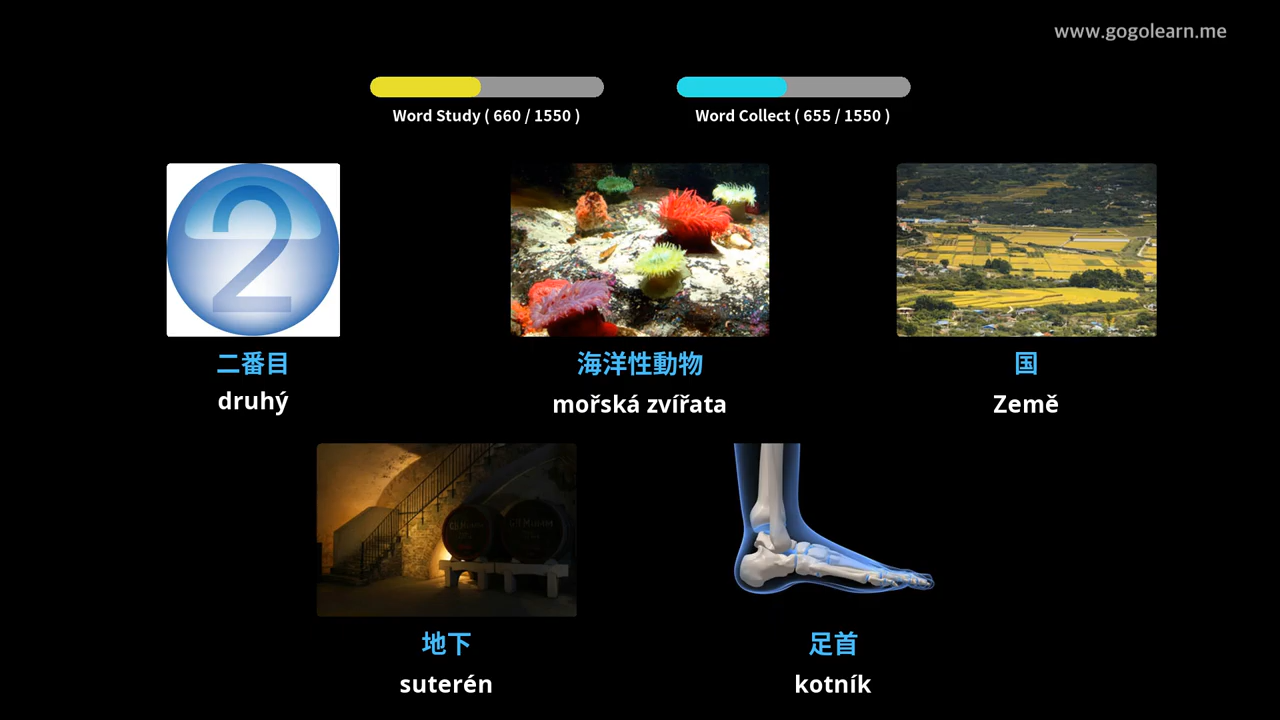 www.gogolearn.me
Word Study ( 660 / 1550 )
Word Collect ( 655 / 1550 )
2
二番目
druhý
海洋性動物
mořská zvířata
国
Země
地下
suterén
足首
kotník